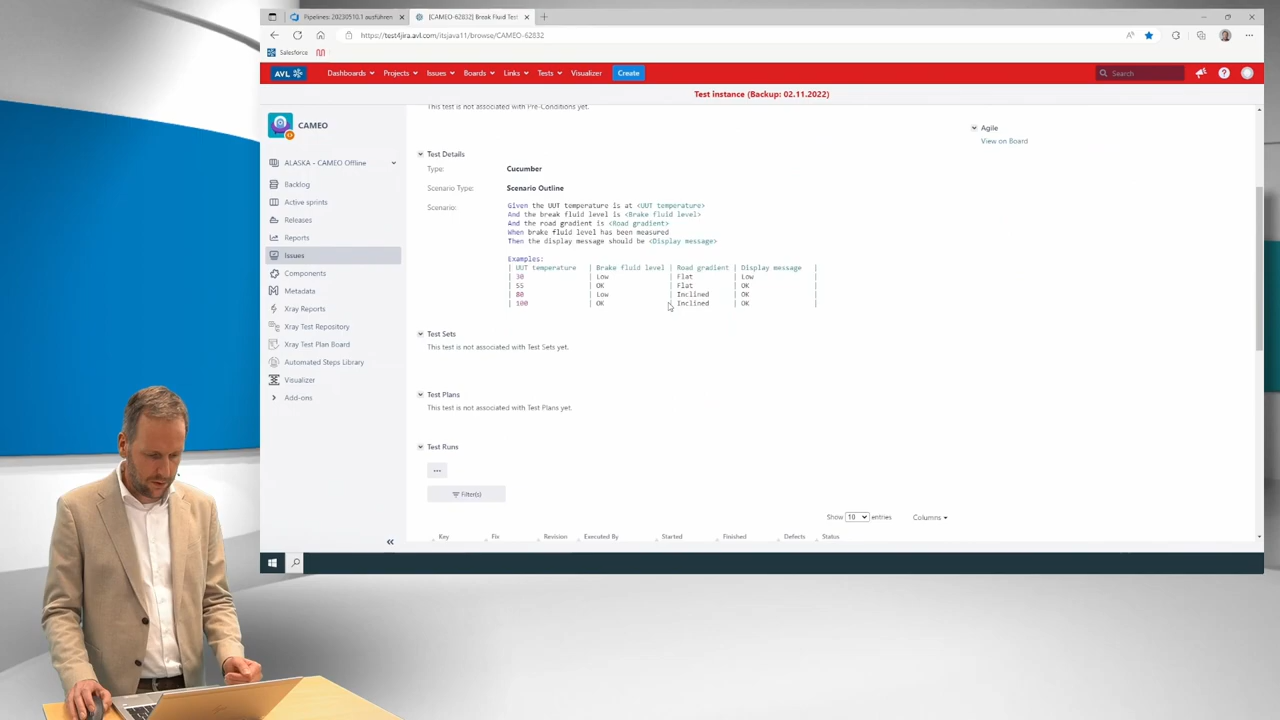 Pipelines: 20230510.1 ausführen
[CAMEO-62832] Break Fluid Test
https://test4jira.avl.com/itsjava11/browse/CAMEO-62832
Salesforce
AVL
Dashboards
Projects
Issues
Boards
Links
Tests
Visualizer
Create
Search
Test instance (Backup: 02.11.2022)
CAMEO
ALASKA - CAMEO Offline
Backlog
Active sprints
Releases
Reports
Issues
Components
Metadata
Xray Reports
Xray Test Repository
Xray Test Plan Board
Automated Steps Library
Visualizer
Add-ons
This test is not associated with Pre-Conditions yet.
Test Details
Type: Cucumber
Scenario Type: Scenario Outline
Scenario: Given the UUT temperature is at <UUT temperature>
And the break fluid level is <Brake fluid level>
And the road gradient is <Road gradient>
When brake fluid level has been measured
Then the display message should be <Display message>
Examples:
| UUT temperature | Brake fluid level | Road gradient | Display message |
| 30 | Low | Flat | Low |
| 55 | OK | Flat | OK |
| 80 | Low | Inclined | OK |
| 100 | OK | Inclined | OK |
Test Sets
This test is not associated with Test Sets yet.
Test Plans
This test is not associated with Test Plans yet.
Test Runs
...
Filter(s)
Show 10 entries
Columns
Key Fix Revision Executed By Started Finished Defects Status
Agile
View on Board